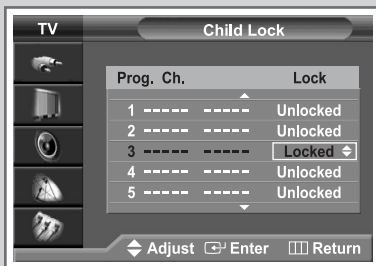 TV Child Lock
Prog. Ch. Lock
1 ----- ----- Unlocked
2 ----- ----- Unlocked
3 ----- ----- Locked
4 ----- ----- Unlocked
5 ----- ----- Unlocked
Adjust Enter Return